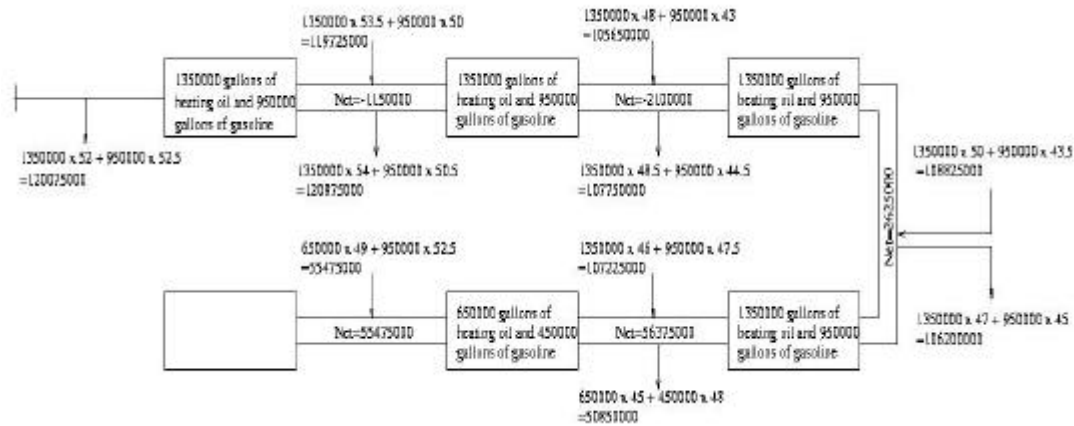 1350000 x 53.5 + 950000 x 50
=119725000
1350000 x 48 + 950000 x 43
=105650000
1350000 gallons of
heating oil and 950000
gallons of gasoline
Net=-1150000
1350000 gallons of
heating oil and 950000
gallons of gasoline
Net=-2100000
1350000 gallons of
heating oil and 950000
gallons of gasoline
1350000 x 52 + 950000 x 52.5
=120075000
1350000 x 54 + 950000 x 50.5
=120875000
1350000 x 48.5 + 950000 x 44.5
=107750000
1350000 x 50 + 950000 x 43.5
=108825000
Net=2625000
650000 x 49 + 950000 x 52.5
=55475000
1350000 x 46 + 950000 x 47.5
=107225000
Net=55475000
650000 gallons of
heating oil and 450000
gallons of gasoline
Net=56375000
1350000 gallons of
heating oil and 950000
gallons of gasoline
1350000 x 47 + 950000 x 45
=106200000
650000 x 45 + 450000 x 48
=50850000